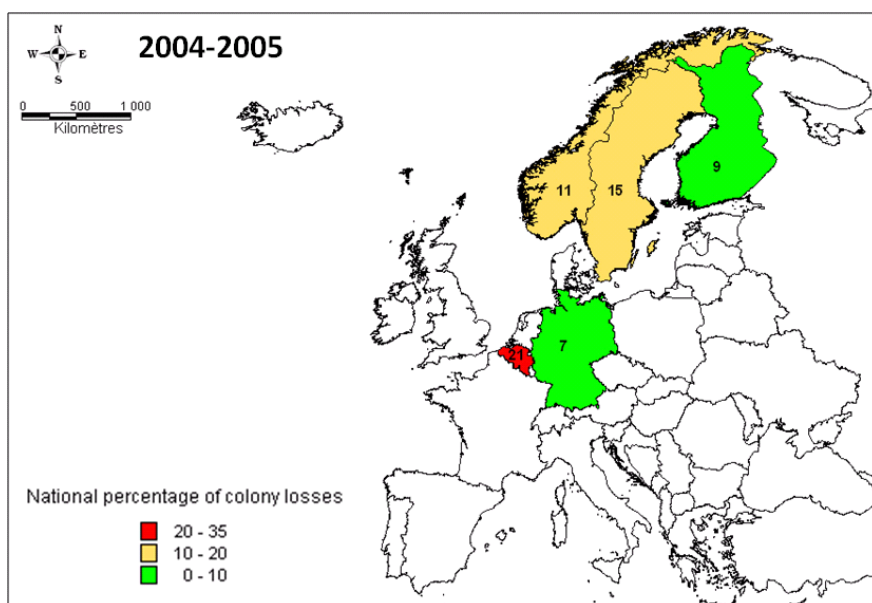 N
W E
S
2004-2005
0 500 1 000
Kilomètres
9
11 15
7
21
National percentage of colony losses
20 - 35
10 - 20
0 - 10